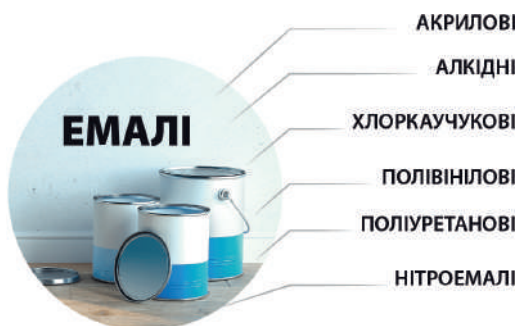 ЕМАЛІ
АКРИЛОВІ
АЛКІДНІ
ХЛОРКАУЧУКОВІ
ПОЛІВІНІЛОВІ
ПОЛІУРЕТАНОВІ
НІТРОЕМАЛІ